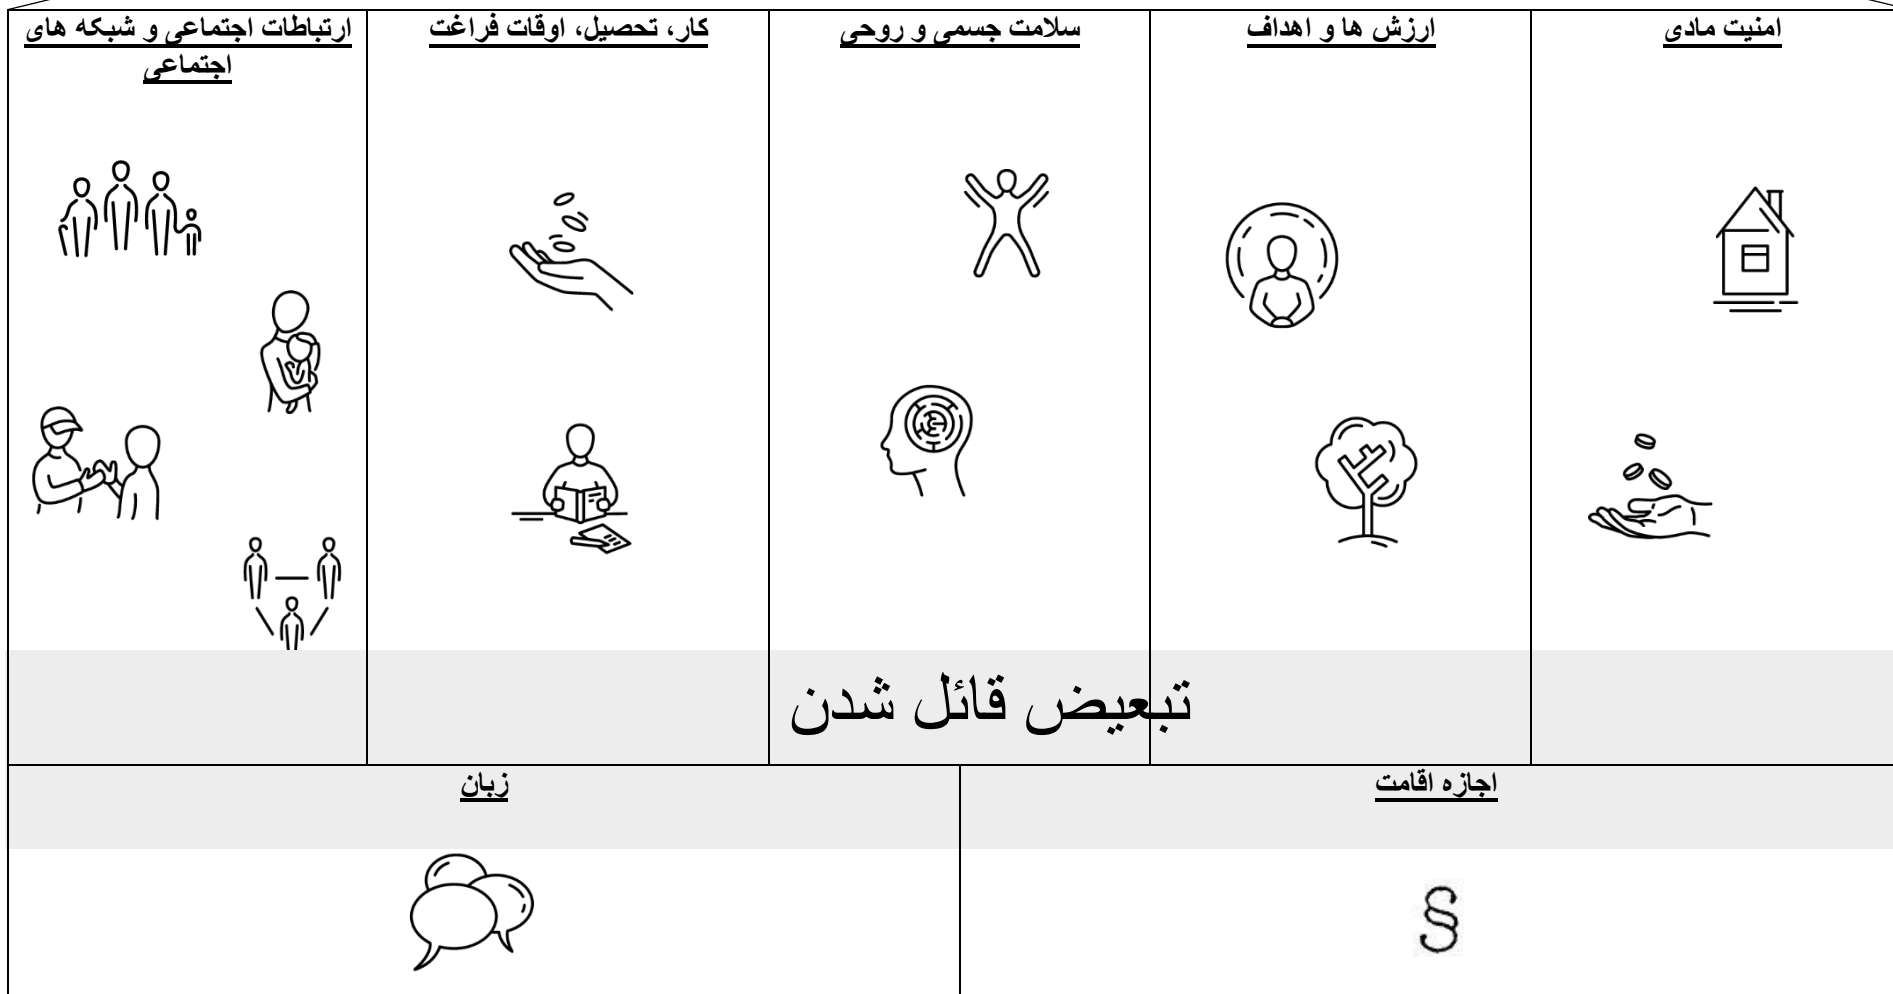 امنیت مادی
ارزش ها و اهداف
سلامت جسمی و روحی
کار، تحصیل، اوقات فراغت
ارتباطات اجتماعی و شبکه های
اجتماعی
تبعیض قائل شدن
اجازه اقامت
زبان
§